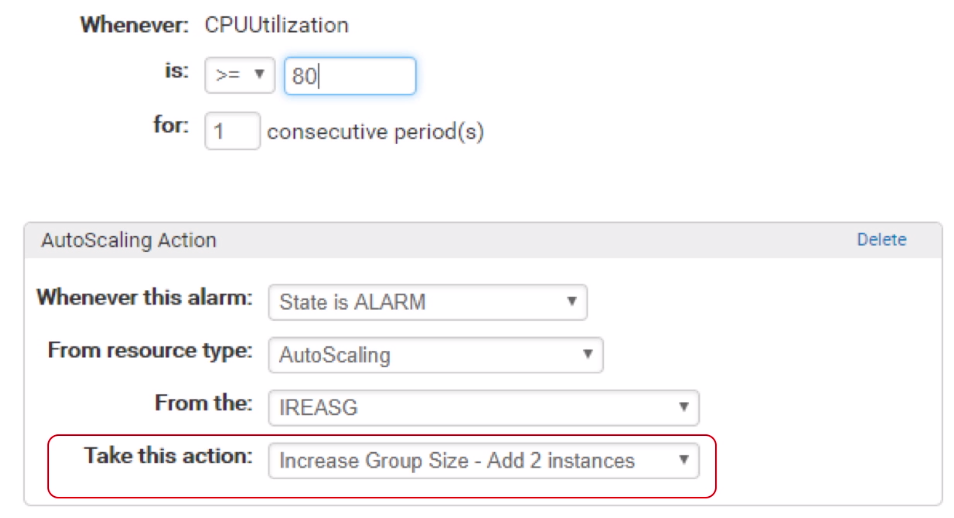 Whenever: CPUUtilization
is: >= 80
for: 1 consecutive period(s)
AutoScaling Action Delete
Whenever this alarm: State is ALARM
From resource type: AutoScaling
From the: IREASG
Take this action: Increase Group Size - Add 2 instances